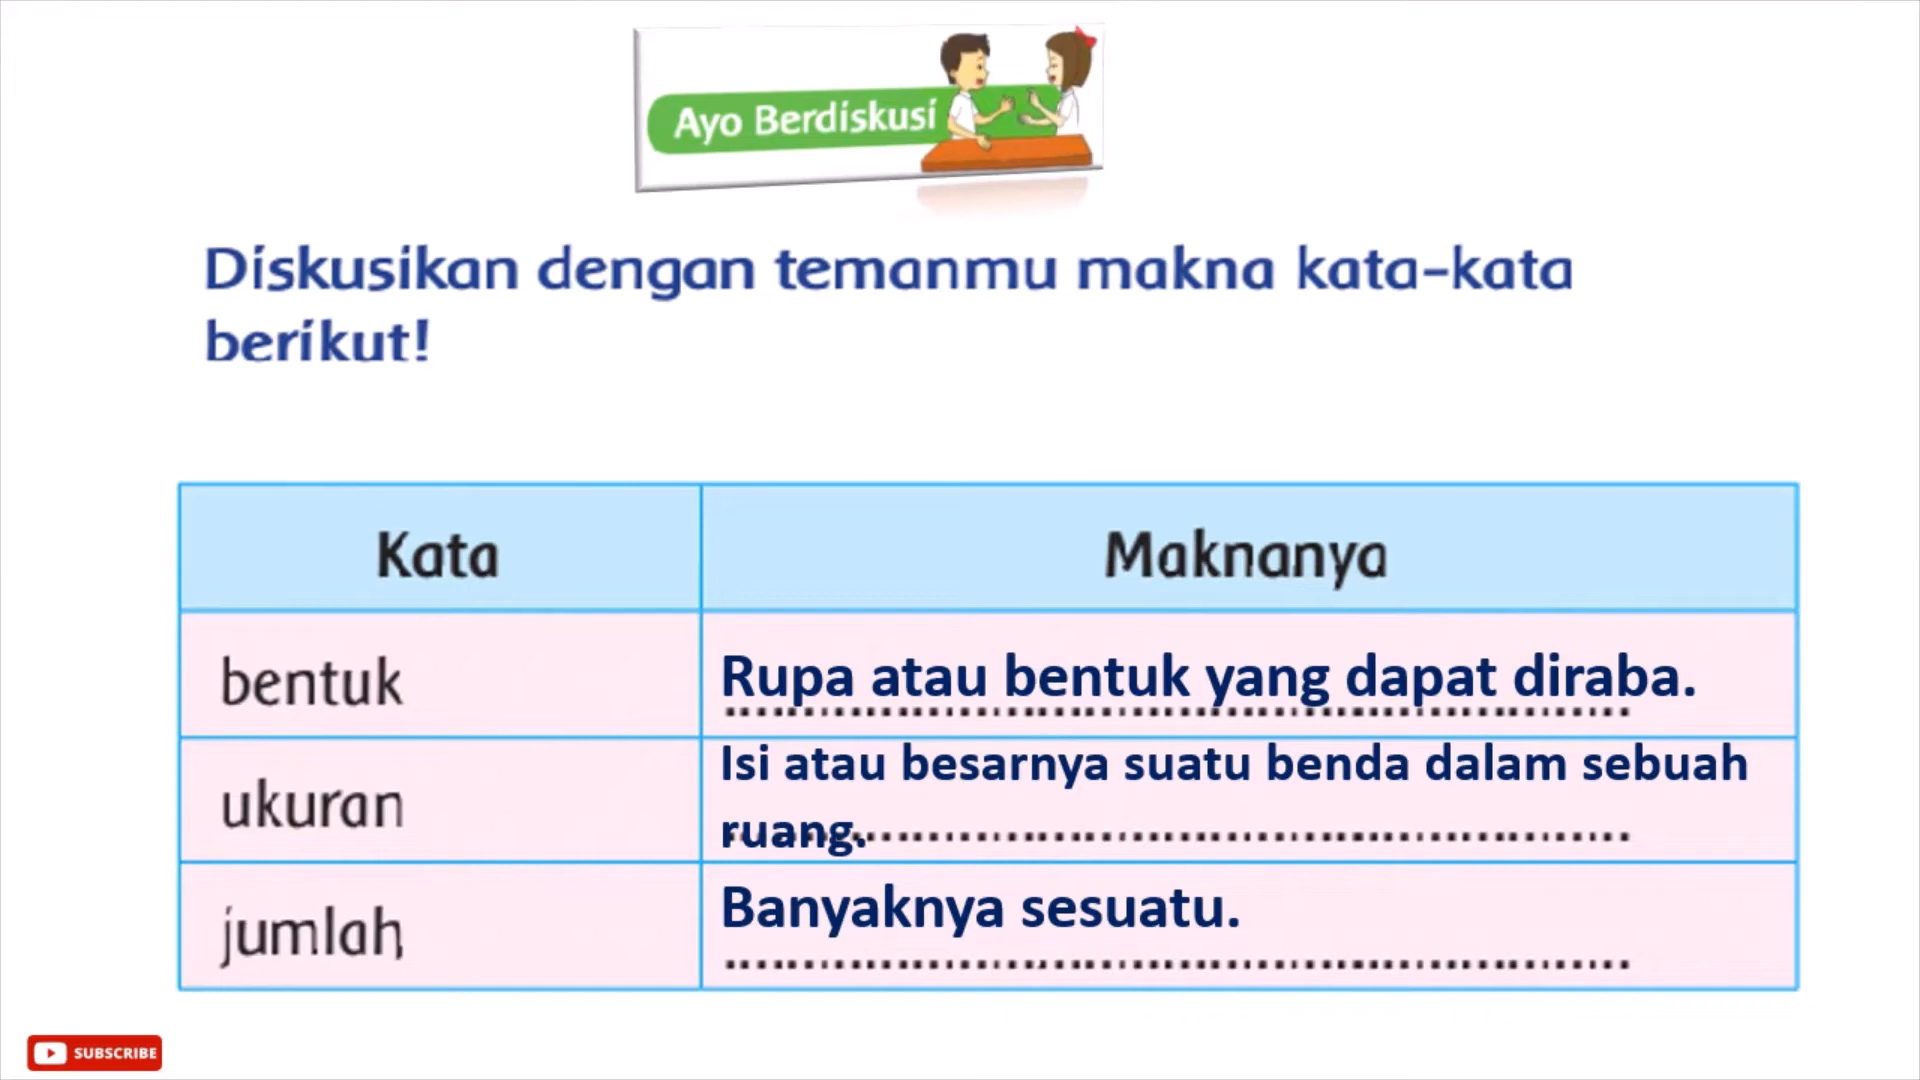 Ayo Berdiskusi
Diskusikan dengan temanmu makna kata-kata
berikut!
Kata
Maknanya
bentuk
Rupa atau bentuk yang dapat diraba.
ukuran
Isi atau besarnya suatu benda dalam sebuah
ruang.
jumlah
Banyaknya sesuatu.
SUBSCRIBE